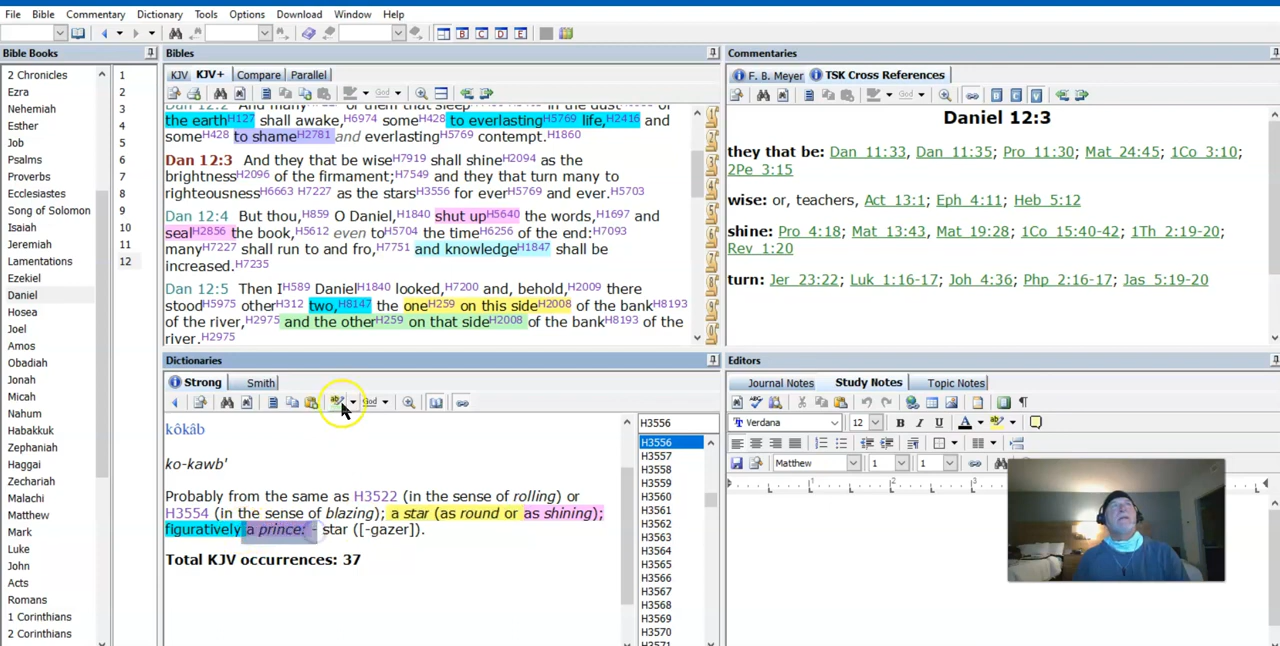 File Bible Commentary Dictionary Tools Options Download Window Help
Bible Books
2 Chronicles
Ezra
Nehemiah
Esther
Job
Psalms
Proverbs
Ecclesiastes
Song of Solomon
Isaiah
Jeremiah
Lamentations
Ezekiel
Daniel
Hosea
Joel
Amos
Obadiah
Jonah
Micah
Nahum
Habakkuk
Zephaniah
Haggai
Zechariah
Malachi
Matthew
Mark
Luke
John
Acts
Romans
1 Corinthians
2 Corinthians
1
2
3
4
5
6
7
8
9
10
11
12
Bibles
KJV KJV+ Compare Parallel
Dan 12:2 And many of them that sleep in the dust of
the earthH127 shall awake,H6974 someH428 to everlastingH5769 life,H2416 and
someH428 to shameH2781 and everlastingH5769 contempt.H1860
Dan 12:3 And they that be wiseH7919 shall shineH2094 as the
brightnessH2096 of the firmament;H7549 and they that turn many to
righteousnessH6663 H7227 as the starsH3556 for everH5769 and ever.H5703
Dan 12:4 But thou,H859 O Daniel,H1840 shut upH5640 the words,H1697 and
sealH2856 the book,H5612 even toH5704 the timeH6256 of the end:H7093
manyH7227 shall run to and fro,H7751 and knowledgeH1847 shall be
increased.H7235
Dan 12:5 Then IH589 DanielH1840 looked,H7200 and, behold,H2009 there
stoodH5975 otherH312 two,H8147 the oneH259 on this sideH2008 of the bankH8193
of the river,H2975 and the otherH259 on that sideH2008 of the bankH8193 of the
river.H2975
Commentaries
F. B. Meyer TSK Cross References
Daniel 12:3
they that be: Dan 11:33, Dan 11:35; Pro 11:30; Mat 24:45; 1Co 3:10;
2Pe 3:15
wise: or, teachers, Act 13:1; Eph 4:11; Heb 5:12
shine: Pro 4:18; Mat 13:43, Mat 19:28; 1Co 15:40-42; 1Th 2:19-20;
Rev 1:20
turn: Jer 23:22; Luk 1:16-17; Joh 4:36; Php 2:16-17; Jas 5:19-20
Dictionaries
Strong Smith
God
kôkâb
ko-kawb'
Probably from the same as H3522 (in the sense of rolling) or
H3554 (in the sense of blazing); a star (as round or as shining);
figuratively a prince: - star ([-gazer]).
Total KJV occurrences: 37
H3556
H3556
H3557
H3558
H3559
H3560
H3561
H3562
H3563
H3564
H3565
H3566
H3567
H3568
H3569
H3570
H3571
Editors
Journal Notes Study Notes Topic Notes
Verdana 12 B I U A
Matthew 1 1
1 2 3